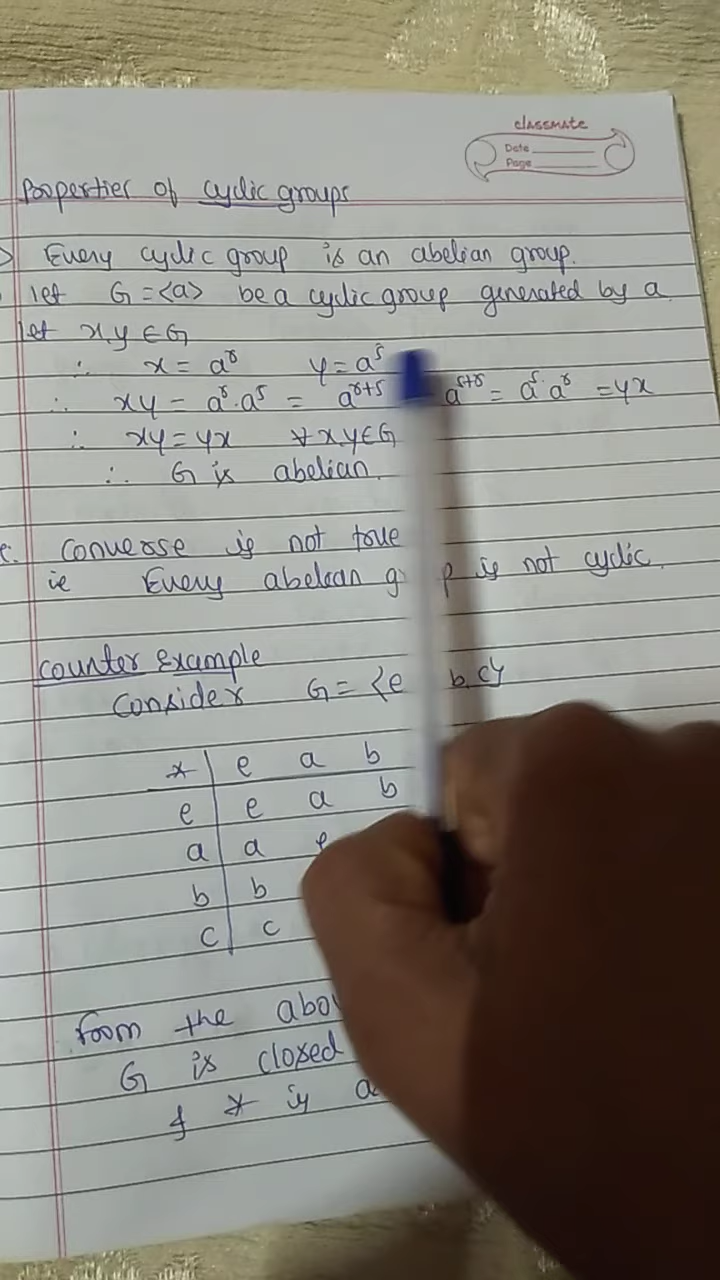 classmate
Date
Page
Properties of cyclic groups
Every cyclic group is an abelian group.
let G = <a> be a cyclic group generated by a
let x,y ∈ G
∴ x = a^r y = a^s
∴ xy = a^r . a^s = a^r+s a^s+r = a^s a^r = yx
∴ xy = yx ∀ x,y ∈ G
∴ G is abelian.
Converse is not true
ie Every abelean is not cyclic.
Counter Example
Consider G = {e b, c}
* e a b
e e a b
a a e
b b
c c
from the
G is closed
& * is